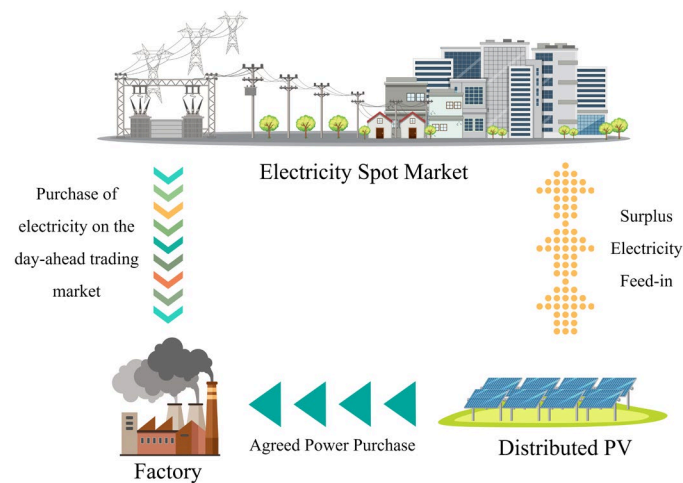 Electricity Spot Market
Purchase of
electricity on the
day-ahead trading
market
Surplus
Electricity
Feed-in
Agreed Power Purchase
Factory
Distributed PV